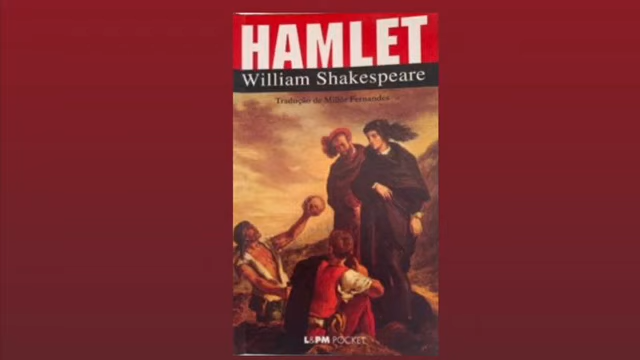 HAMLET
William Shakespeare
Tradução de Millôr Fernandes
L&PM POCKET